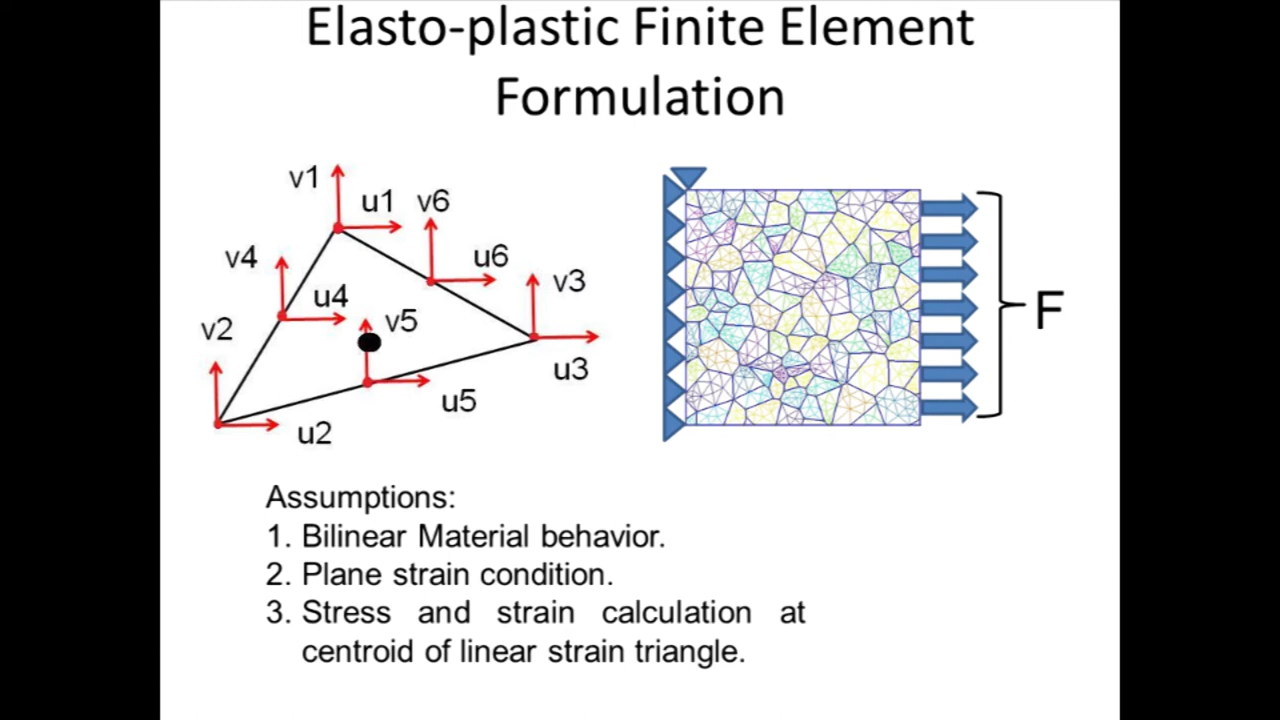 Elasto-plastic Finite Element
Formulation
v1
u1
v6
v4
u6
v3
u4
v5
v2
F
u3
u5
u2
Assumptions:
1. Bilinear Material behavior.
2. Plane strain condition.
3. Stress and strain calculation at
centroid of linear strain triangle.